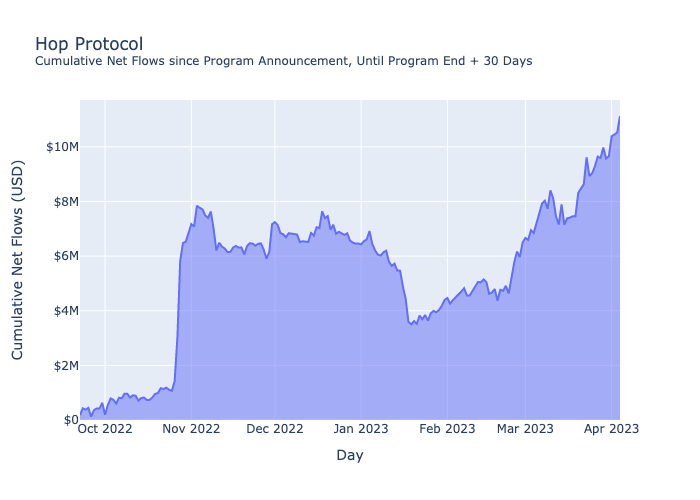 Hop Protocol
Cumulative Net Flows since Program Announcement, Until Program End + 30 Days
Cumulative Net Flows (USD)
$10M
$8M
$6M
$4M
$2M
$0
Oct 2022 Nov 2022 Dec 2022 Jan 2023 Feb 2023 Mar 2023 Apr 2023
Day